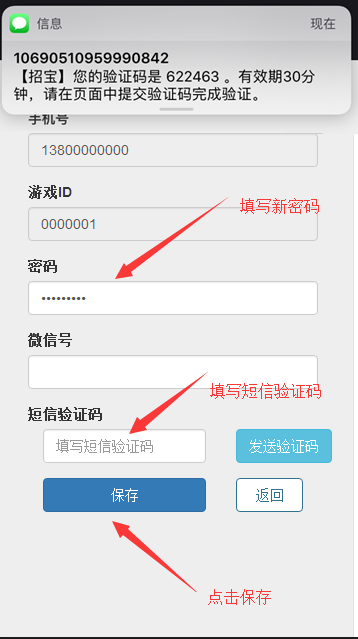 信息 现在
10690510959990842
【招宝】您的验证码是 622463 。有效期30分
钟，请在页面中提交验证码完成验证。
手机号
13800000000
游戏ID
填写新密码
0000001
密码
•••••••••
微信号
填写短信验证码
短信验证码
填写短信验证码 发送验证码
保存 返回
点击保存